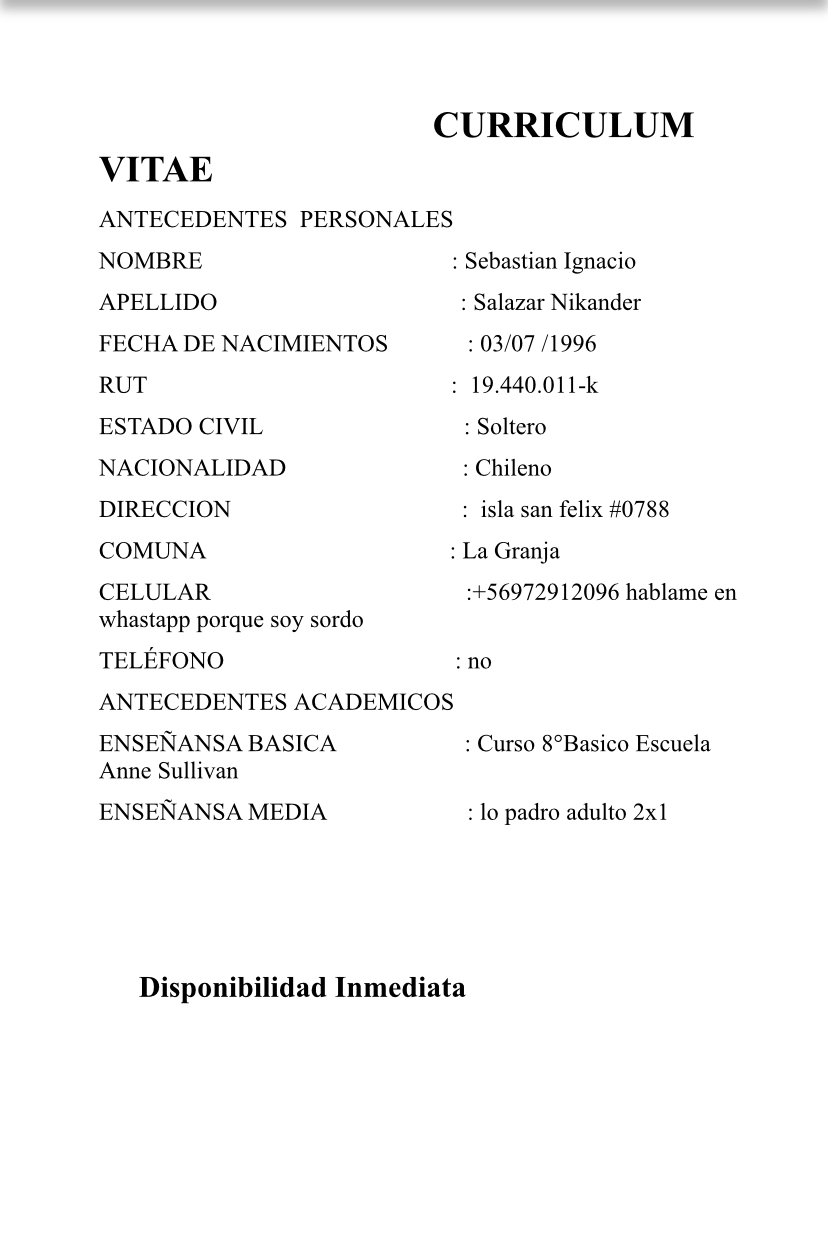 CURRICULUM
VITAE
ANTECEDENTES PERSONALES
NOMBRE : Sebastian Ignacio
APELLIDO : Salazar Nikander
FECHA DE NACIMIENTOS : 03/07 /1996
RUT : 19.440.011-k
ESTADO CIVIL : Soltero
NACIONALIDAD : Chileno
DIRECCION : isla san felix #0788
COMUNA : La Granja
CELULAR :+56972912096 hablame en
whastapp porque soy sordo
TELÉFONO : no
ANTECEDENTES ACADEMICOS
ENSEÑANSA BASICA : Curso 8°Basico Escuela
Anne Sullivan
ENSEÑANSA MEDIA : lo padro adulto 2x1
Disponibilidad Inmediata